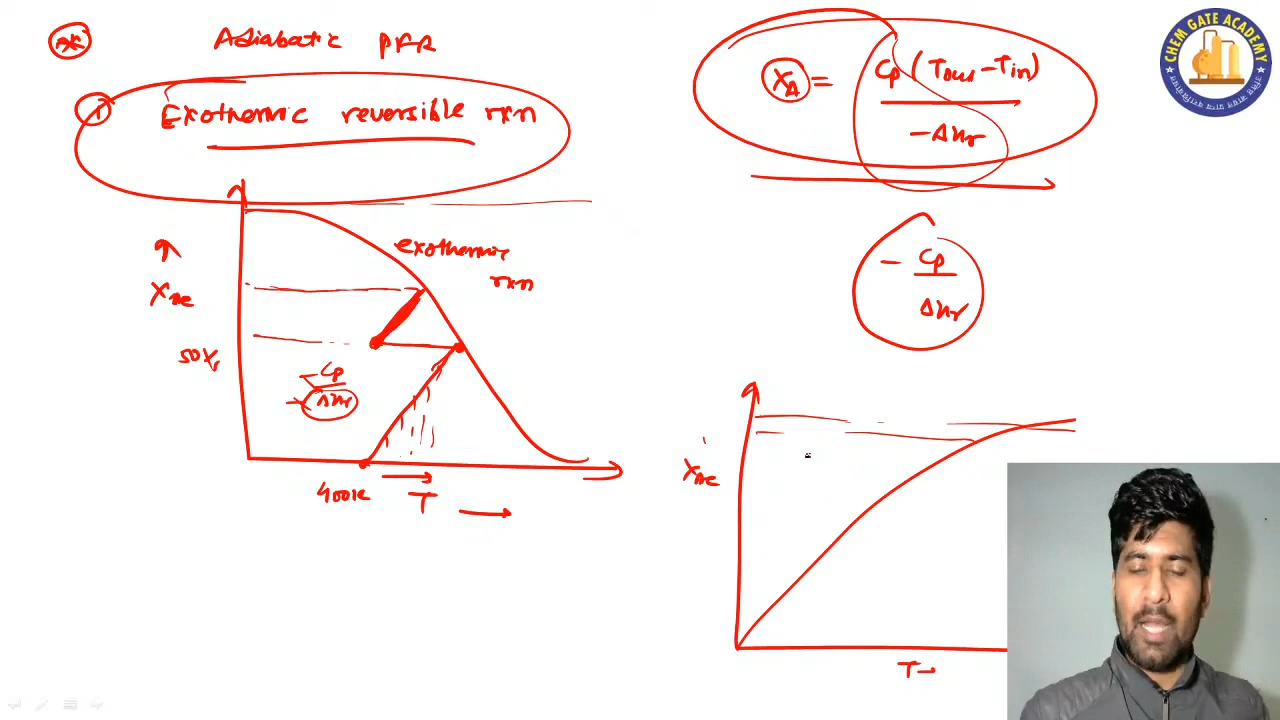 Adiabatic PFR
1 Exothermic reversible rxn
XA = Cp (Tout - Tin)
-ΔHr
CHEM GATE ACADEMY
exothermic
rxn
XAe
50%
- Cp
ΔHr
400K
T
- Cp
ΔHr
XAe
T